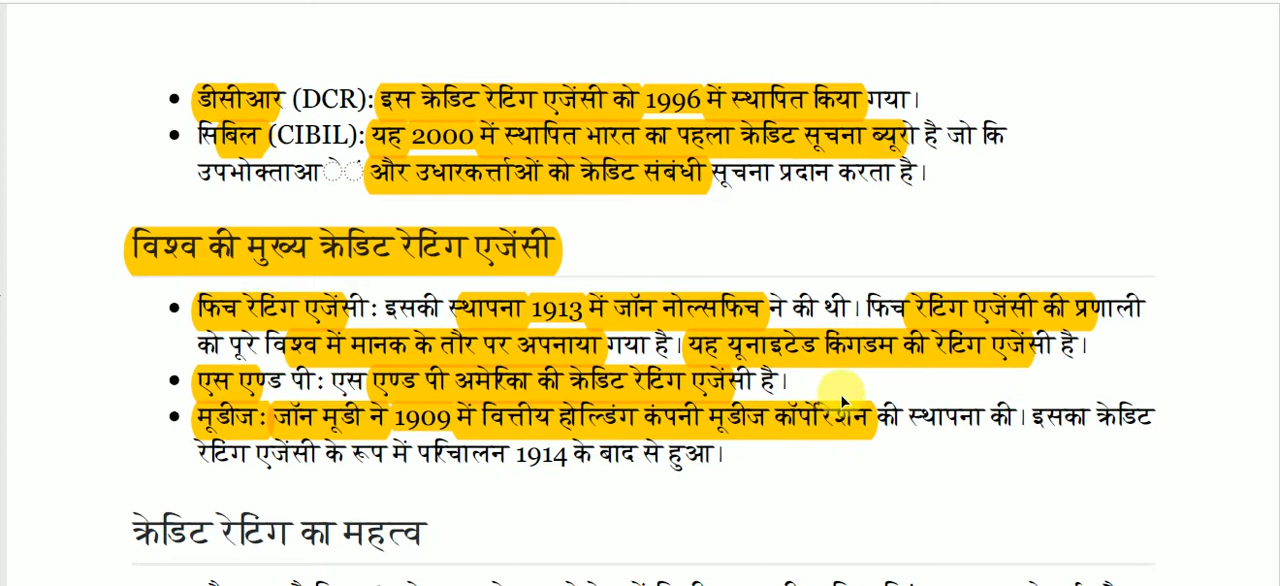 डीसीआर (DCR): इस क्रेडिट रेटिंग एजेंसी को 1996 में स्थापित किया गया।
सिबिल (CIBIL): यह 2000 में स्थापित भारत का पहला क्रेडिट सूचना ब्यूरो है जो कि
उपभोक्ताआेें और उधारकर्त्ताओं को क्रेडिट संबंधी सूचना प्रदान करता है।
विश्व की मुख्य क्रेडिट रेटिंग एजेंसी
फिच रेटिंग एजेंसी: इसकी स्थापना 1913 में जॉन नोल्सफिच ने की थी। फिच रेटिंग एजेंसी की प्रणाली
को पूरे विश्व में मानक के तौर पर अपनाया गया है। यह यूनाइटेड किंगडम की रेटिंग एजेंसी है।
एस एण्ड पी: एस एण्ड पी अमेरिका की क्रेडिट रेटिंग एजेंसी है।
मूडीज: जॉन मूडी ने 1909 में वित्तीय होल्डिंग कंपनी मूडीज कॉर्पोरेशन की स्थापना की। इसका क्रेडिट
रेटिंग एजेंसी के रूप में परिचालन 1914 के बाद से हुआ।
क्रेडिट रेटिंग का महत्व